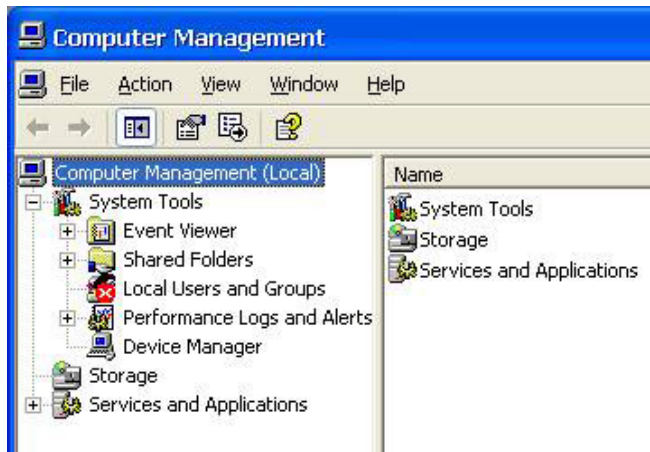 Computer Management
File Action View Window Help
Computer Management (Local)
System Tools
Event Viewer
Shared Folders
Local Users and Groups
Performance Logs and Alerts
Device Manager
Storage
Services and Applications
Name
System Tools
Storage
Services and Applications